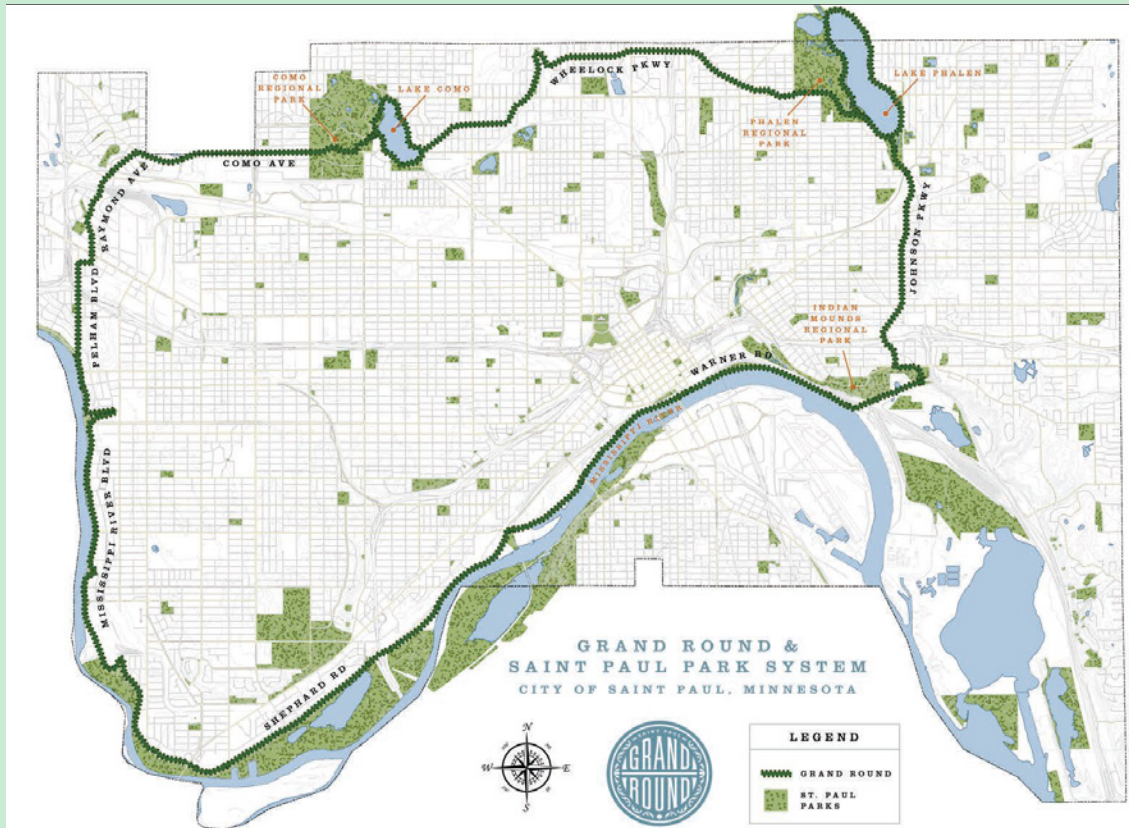 COMO
REGIONAL
PARK
LAKE COMO
WHEELOCK PKWY
LAKE PHALEN
PHALEN
REGIONAL
PARK
COMO AVE
RAYMOND AVE
PELHAM BLVD
JOHNSON PKWY
INDIAN
MOUNDS
REGIONAL
PARK
WARNER RD
MISSISSIPPI RIVER
MISSISSIPPI RIVER BLVD
SHEPHARD RD
GRAND ROUND &
SAINT PAUL PARK SYSTEM
CITY OF SAINT PAUL, MINNESOTA
N
W
E
S
SAINT PAUL'S
GRAND
ROUND
LEGEND
GRAND ROUND
ST. PAUL
PARKS